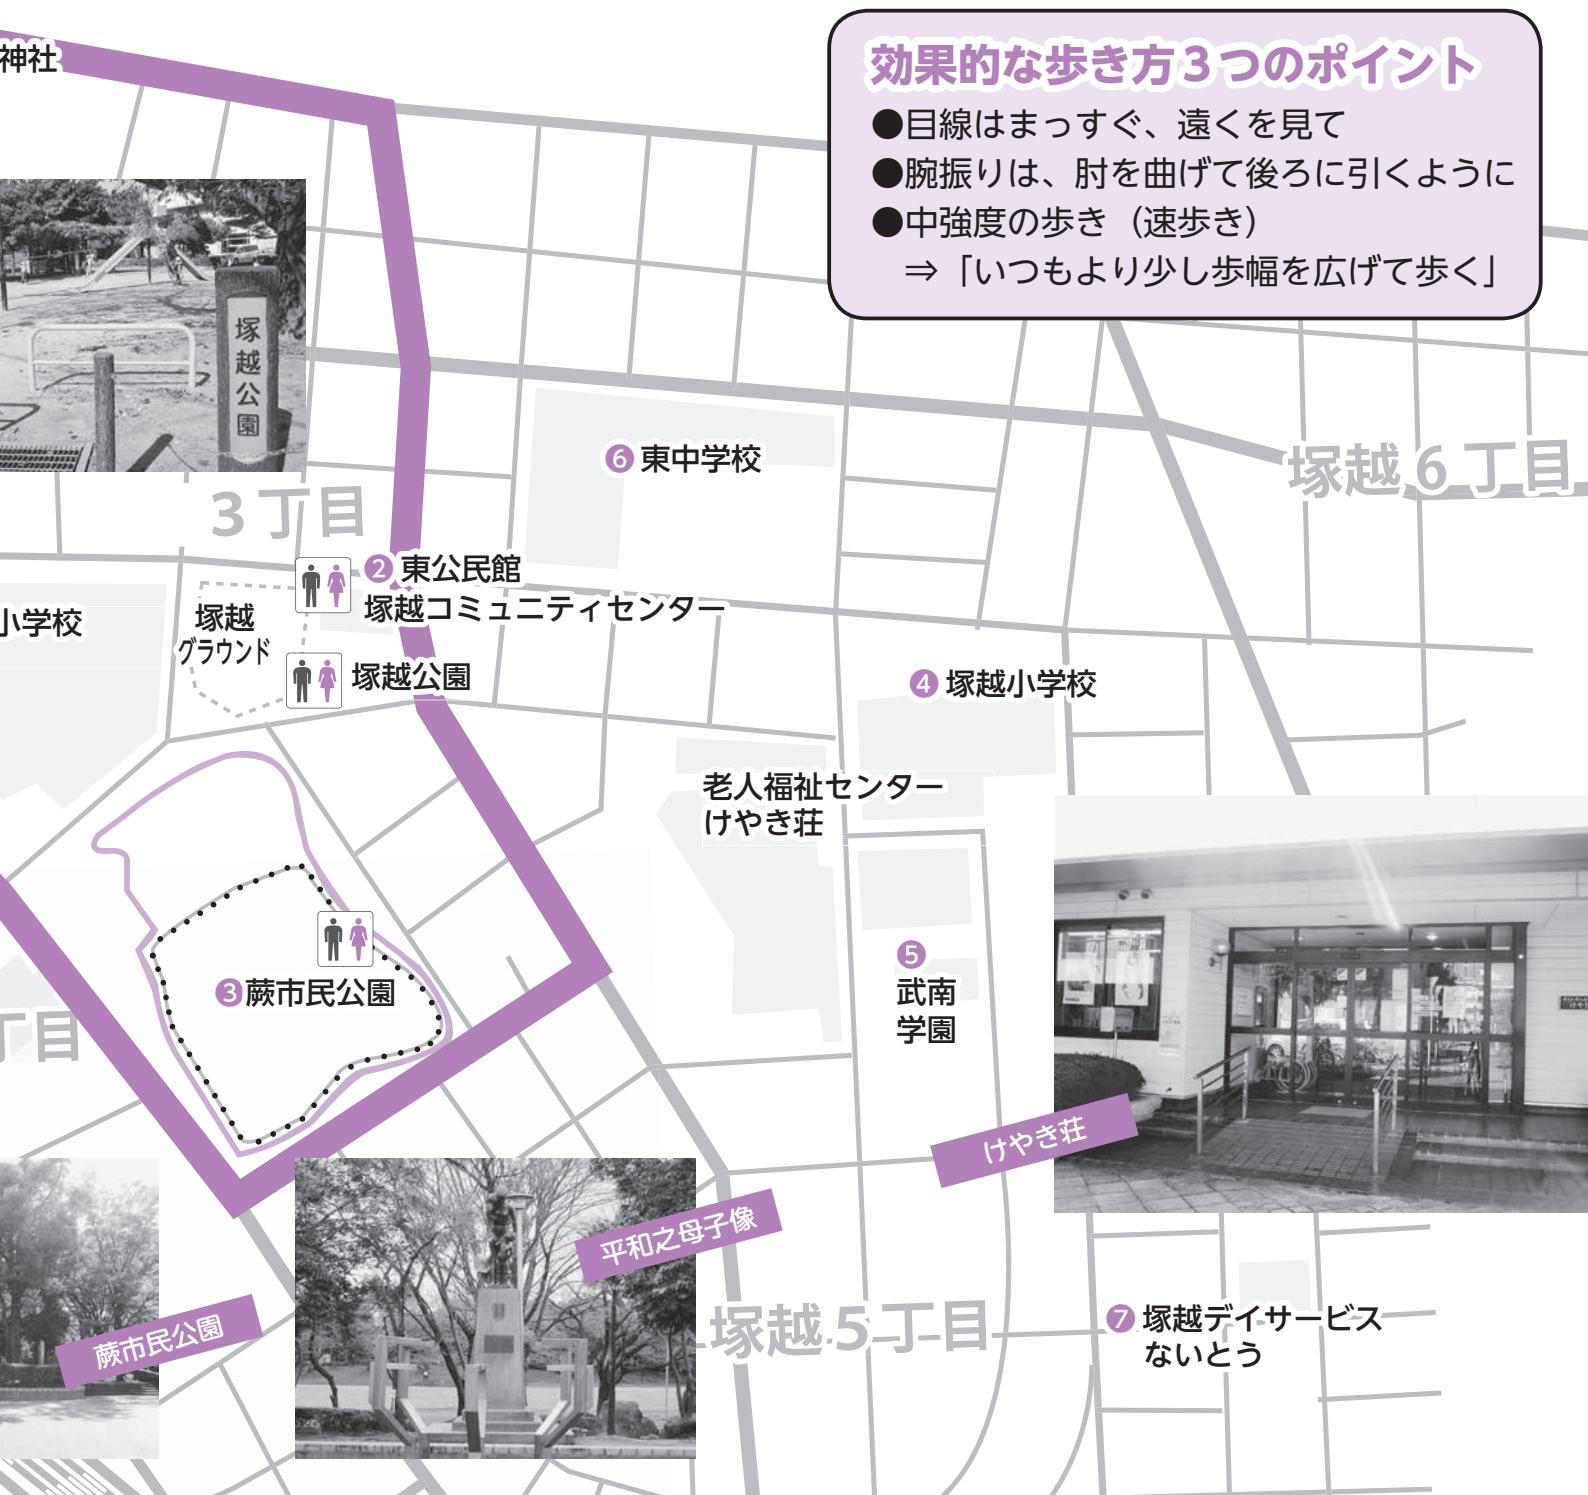 神社
効果的な歩き方3つのポイント
●目線はまっすぐ、遠くを見て
●腕振りは、肘を曲げて後ろに引くように
●中強度の歩き（速歩き）
⇒「いつもより少し歩幅を広げて歩く」
塚越公園
❻東中学校
塚越6丁目
3丁目
❷東公民館
塚越コミュニティセンター
小学校
塚越
グラウンド
塚越公園
❹塚越小学校
老人福祉センター
けやき荘
❸蕨市民公園
❺
武南
学園
丁目
けやき荘
平和之母子像
蕨市民公園
塚越5丁目
❼塚越デイサービス
ないとう